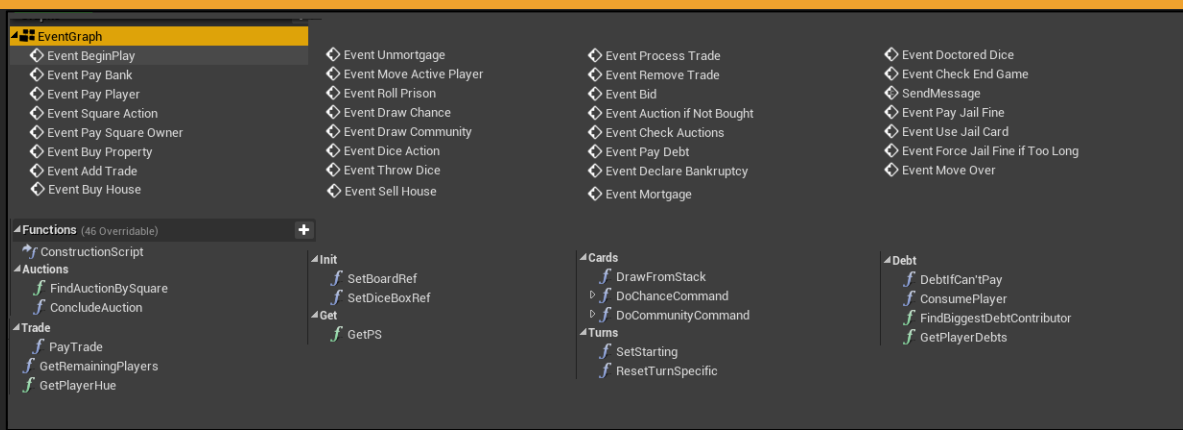 EventGraph
Event BeginPlay
Event Pay Bank
Event Pay Player
Event Square Action
Event Pay Square Owner
Event Buy Property
Event Add Trade
Event Buy House
Event Unmortgage
Event Move Active Player
Event Roll Prison
Event Draw Chance
Event Draw Community
Event Dice Action
Event Throw Dice
Event Sell House
Event Process Trade
Event Remove Trade
Event Bid
Event Auction if Not Bought
Event Check Auctions
Event Pay Debt
Event Declare Bankruptcy
Event Mortgage
Event Doctored Dice
Event Check End Game
SendMessage
Event Pay Jail Fine
Event Use Jail Card
Event Force Jail Fine if Too Long
Event Move Over
Functions (46 Overridable) +
ConstructionScript
Auctions
FindAuctionBySquare
ConcludeAuction
Trade
PayTrade
GetRemainingPlayers
GetPlayerHue
Init
SetBoardRef
SetDiceBoxRef
Get
GetPS
Cards
DrawFromStack
DoChanceCommand
DoCommunityCommand
Turns
SetStarting
ResetTurnSpecific
Debt
DebtIfCan'tPay
ConsumePlayer
FindBiggestDebtContributor
GetPlayerDebts